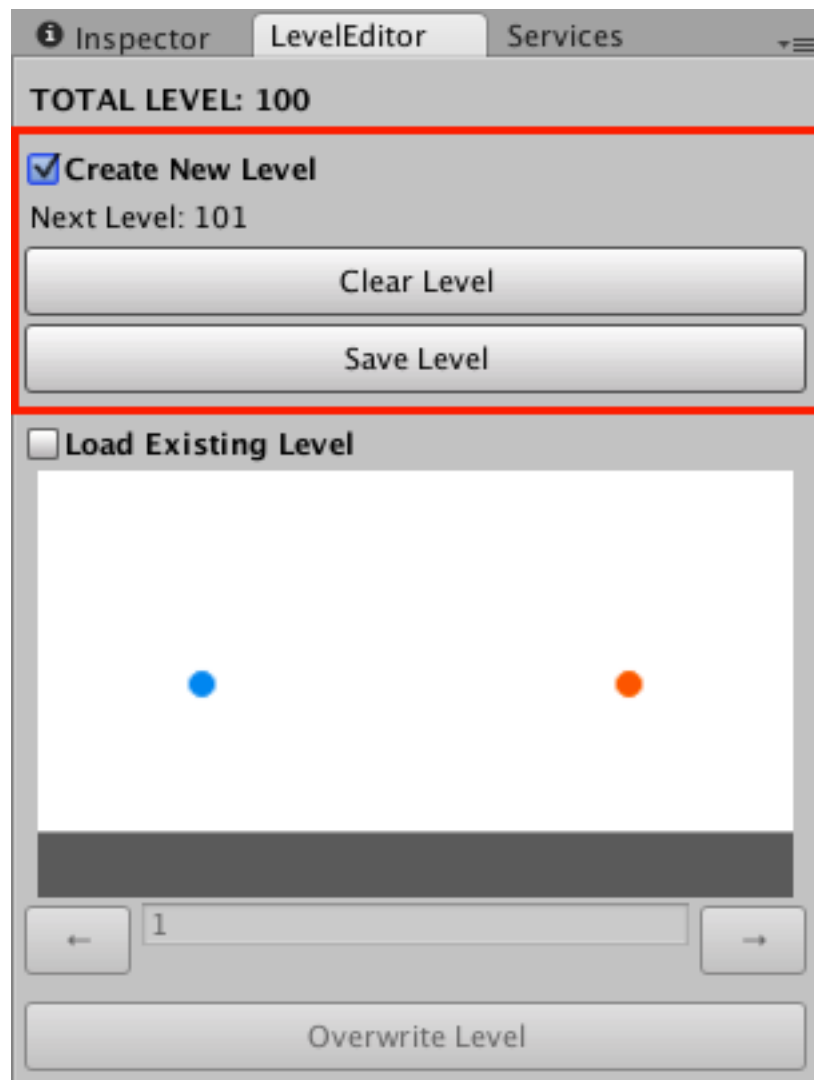 Inspector LevelEditor Services
TOTAL LEVEL: 100
Create New Level
Next Level: 101
Clear Level
Save Level
Load Existing Level
← 1 →
Overwrite Level